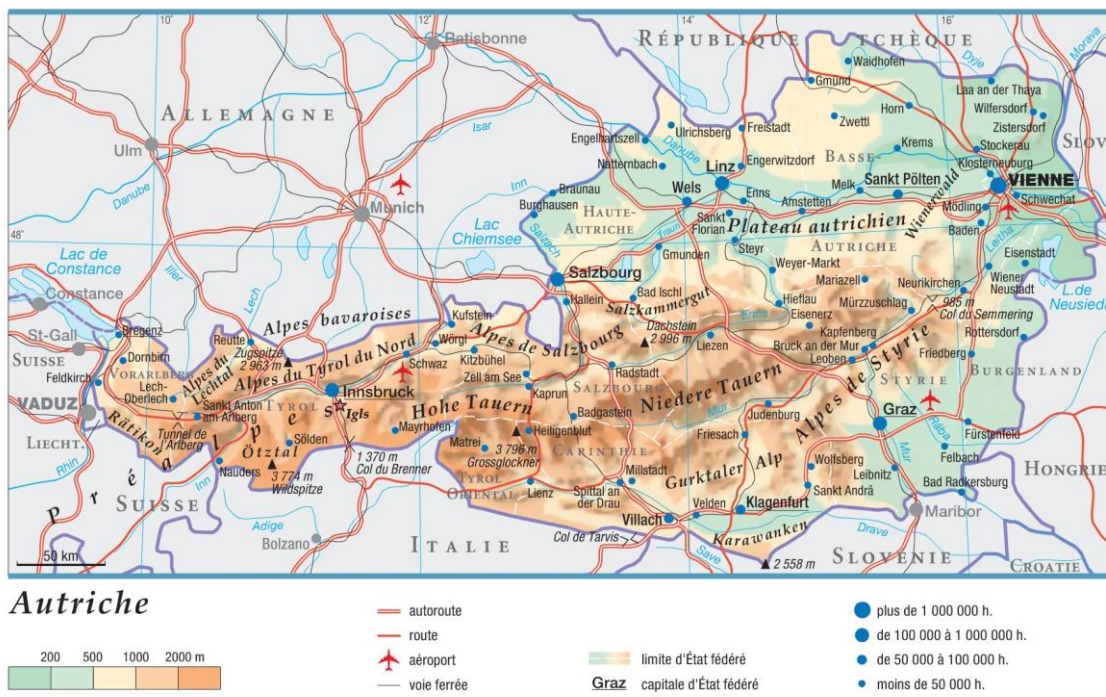 10°
12°
14°
16°
Ratisbonne
RÉPUBLIQUE TCHÈQUE
Waidhofen
Gmünd
Dyje
Morava
Laa an der Thaya
ALLEMAGNE
Horn
Wilfersdorf
Zwettl
Zistersdorf
Isar
Ulrichsberg
Freistadt
Engelhartszell
Danube
Krems
Stockerau
SLOV
Ulm
BASSE-
Klosterneuburg
Natternbach
Engerwitzdorf
Linz
Sankt Pölten
VIENNE
Danube
Inn
Braunau
Wels
Enns
Melk
Wienerwald
Schwechat
Munich
Burghausen
Amstetten
Mödling
HAUTE-
AUTRICHE
Sankt
Florian
Plateau autrichien
Baden
Lac
Chiemsee
Salzach
Traun
Steyr
AUTRICHE
Leitha
48°
Lac de
Constance
Iller
Lech
Gmunden
Weyer-Markt
Eisenstadt
Salzbourg
Mariazell
Neurikirchen
Wiener
Neustadt
Constance
Hallein
Bad Ischl
Salzkammergut
Hieflau
Mürzzuschlag
985 m
Col du Semmering
L. de
Neusiedl
Kufstein
Enns
Eisenerz
St-Gall
Bregenz
Alpes bavaroises
Dachstein
2 996 m
Kapfenberg
Rottersdorf
Reutte
Zugspitze
2 963 m
Wörgl
Alpes de Salzbourg
Liezen
Bruck an der Mur
SUISSE
Dornbirn
Kitzbühel
Leoben
Friedberg
VORARLBERG
Alpes du Tyrol du Nord
Schwaz
Zell am See
Radstadt
Alpes de Styrie
Feldkirch
Lech-
Oberlech
Alpes du
Lechtal
Innsbruck
SALZBOURG
Niedere Tauern
STYRIE
BURGENLAND
Kaprun
VADUZ
Sankt Anton
am Arlberg
TYROL
Igls
Hohe Tauern
Badgastein
Mur
Judenburg
Graz
Rätikon
Tunnel de
l'Arlberg
Mayrhofen
Heiligenblut
Friesach
Rába
Fürstenfeld
LIECHT.
Sölden
Matrei
3 796 m
Grossglockner
CARINTHIE
Préalpes
Ötztal
1 370 m
Col du Brenner
Wolfsberg
Felbach
Rhin
Nauders
3 774 m
Wildspitze
TYROL
ORIENTAL
Millstadt
Gurktaler Alp
Leibnitz
HONGRIE
Inn
Lienz
Spittal an
der Drau
Sankt Andrä
Mur
Bad Radkersburg
SUISSE
Velden
Klagenfurt
Adige
Villach
Maribor
Bolzano
ITALIE
Col de Tarvis
Karawanken
Drave
50 km
Save
2 558 m
SLOVÉNIE
CROATIE
Autriche
200 500 1000 2000 m
autoroute
route
aéroport
voie ferrée
limite d'État fédéré
Graz capitale d'État fédéré
plus de 1 000 000 h.
de 100 000 à 1 000 000 h.
de 50 000 à 100 000 h.
moins de 50 000 h.